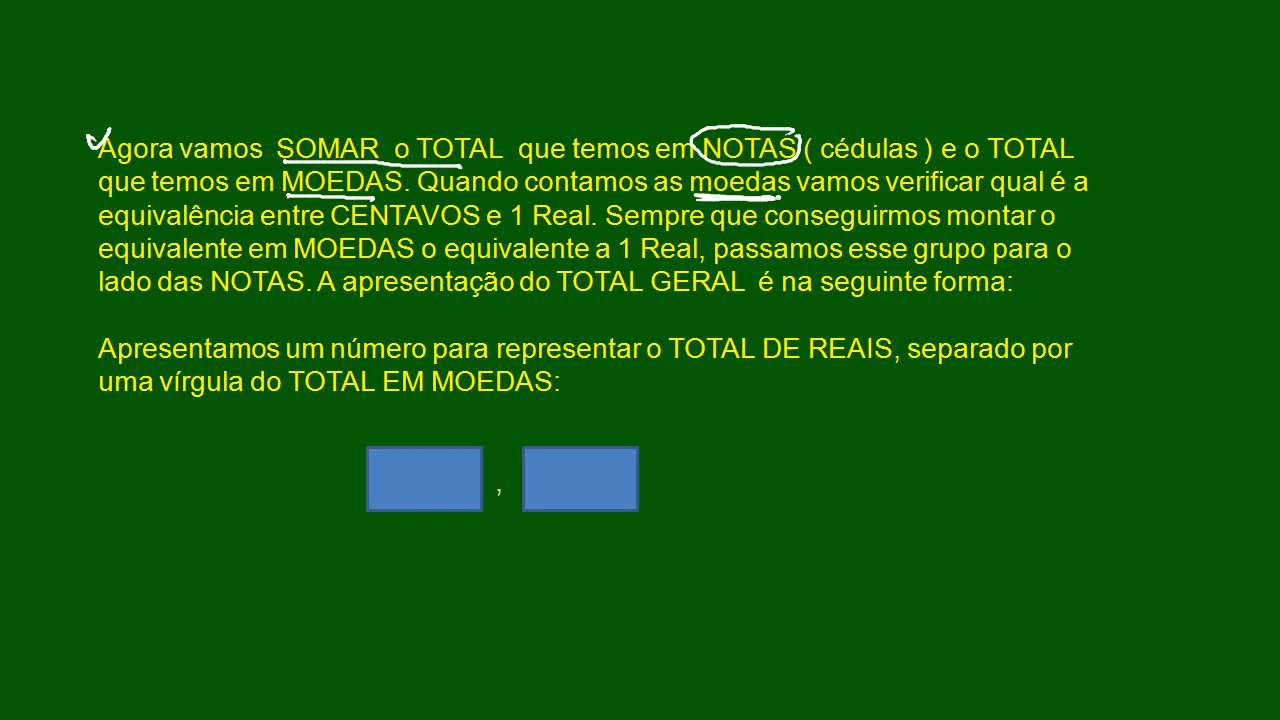 Agora vamos SOMAR o TOTAL que temos em NOTAS ( cédulas ) e o TOTAL
que temos em MOEDAS. Quando contamos as moedas vamos verificar qual é a
equivalência entre CENTAVOS e 1 Real. Sempre que conseguirmos montar o
equivalente em MOEDAS o equivalente a 1 Real, passamos esse grupo para o
lado das NOTAS. A apresentação do TOTAL GERAL é na seguinte forma:
Apresentamos um número para representar o TOTAL DE REAIS, separado por
uma vírgula do TOTAL EM MOEDAS:
,